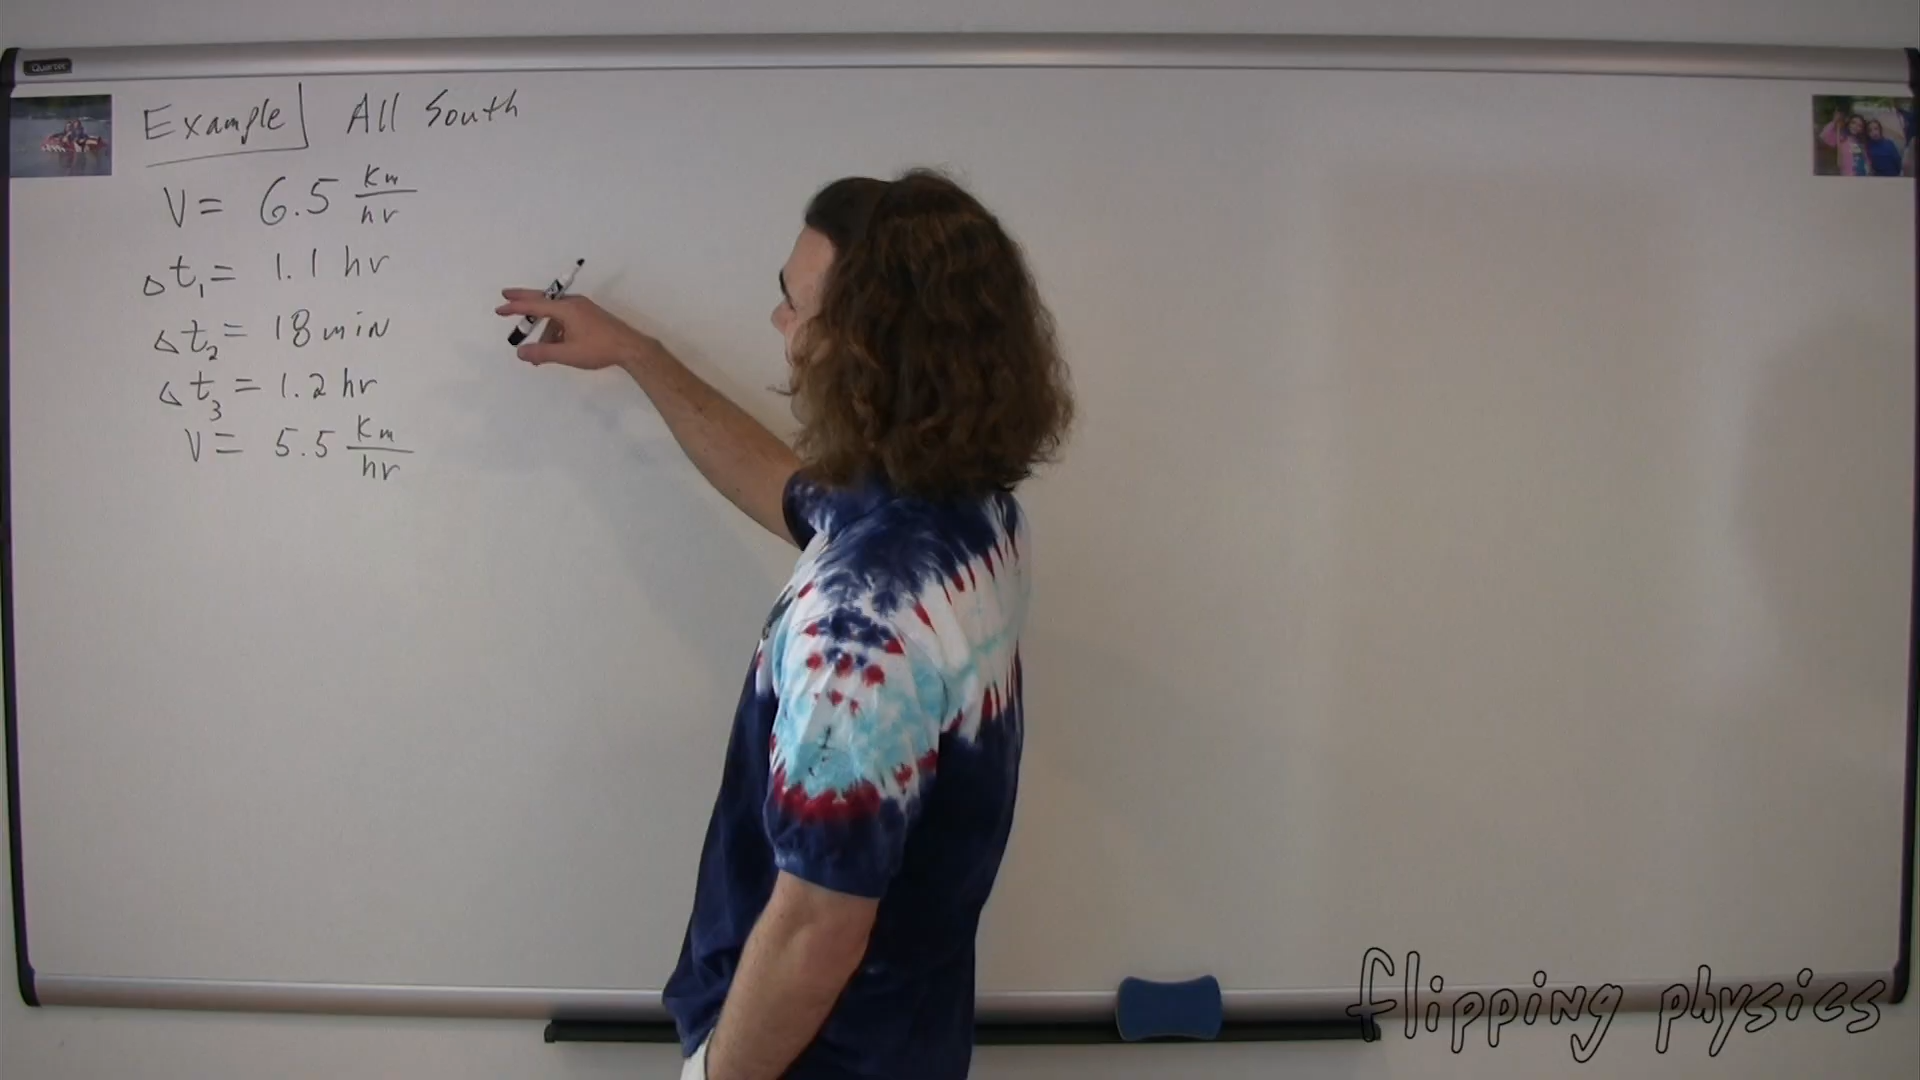 Quartet
Example All South
V = 6.5 km/hr
Δt₁ = 1.1 hr
Δt₂ = 18 min
Δt₃ = 1.2 hr
V = 5.5 km/hr
flipping physics